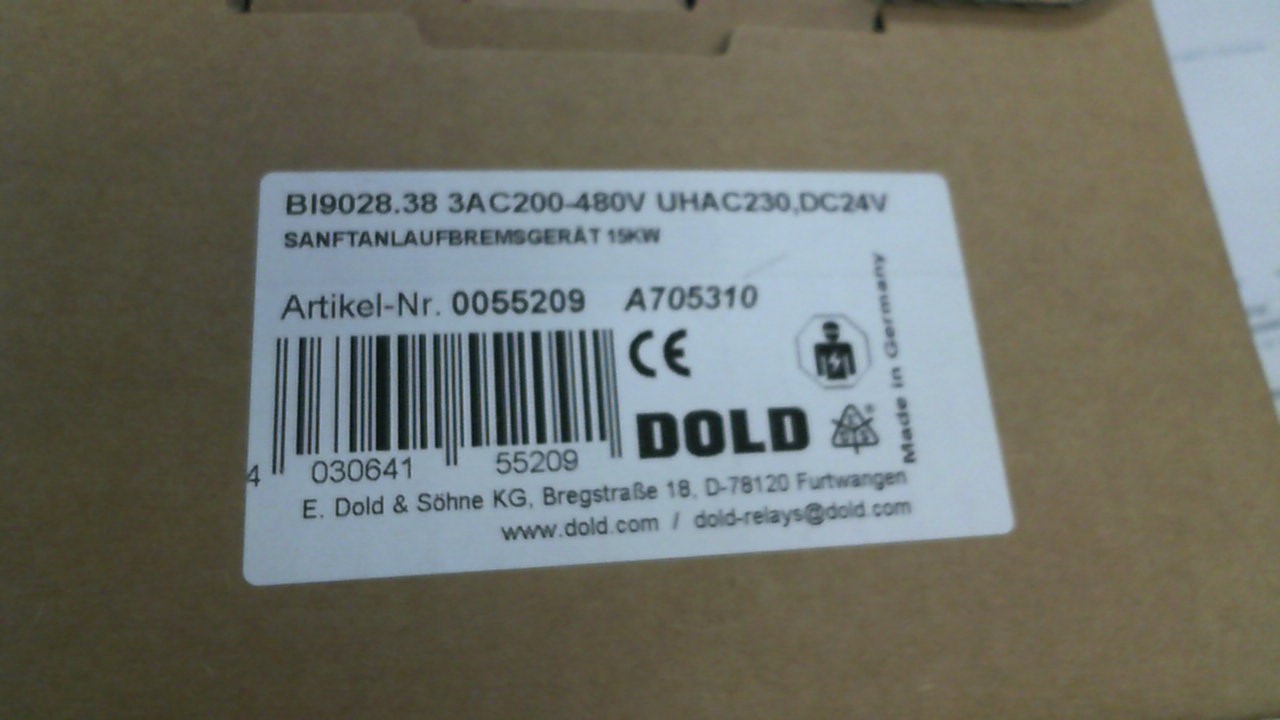 BI9028.38 3AC200-480V UHAC230,DC24V
SANFTANLAUFBREMSGERÄT 15KW
Artikel-Nr. 0055209 A705310
CE
Made in Germany
DOLD
4 030641 55209
E. Dold & Söhne KG, Bregstraße 18, D-78120 Furtwangen
www.dold.com / dold-relays@dold.com